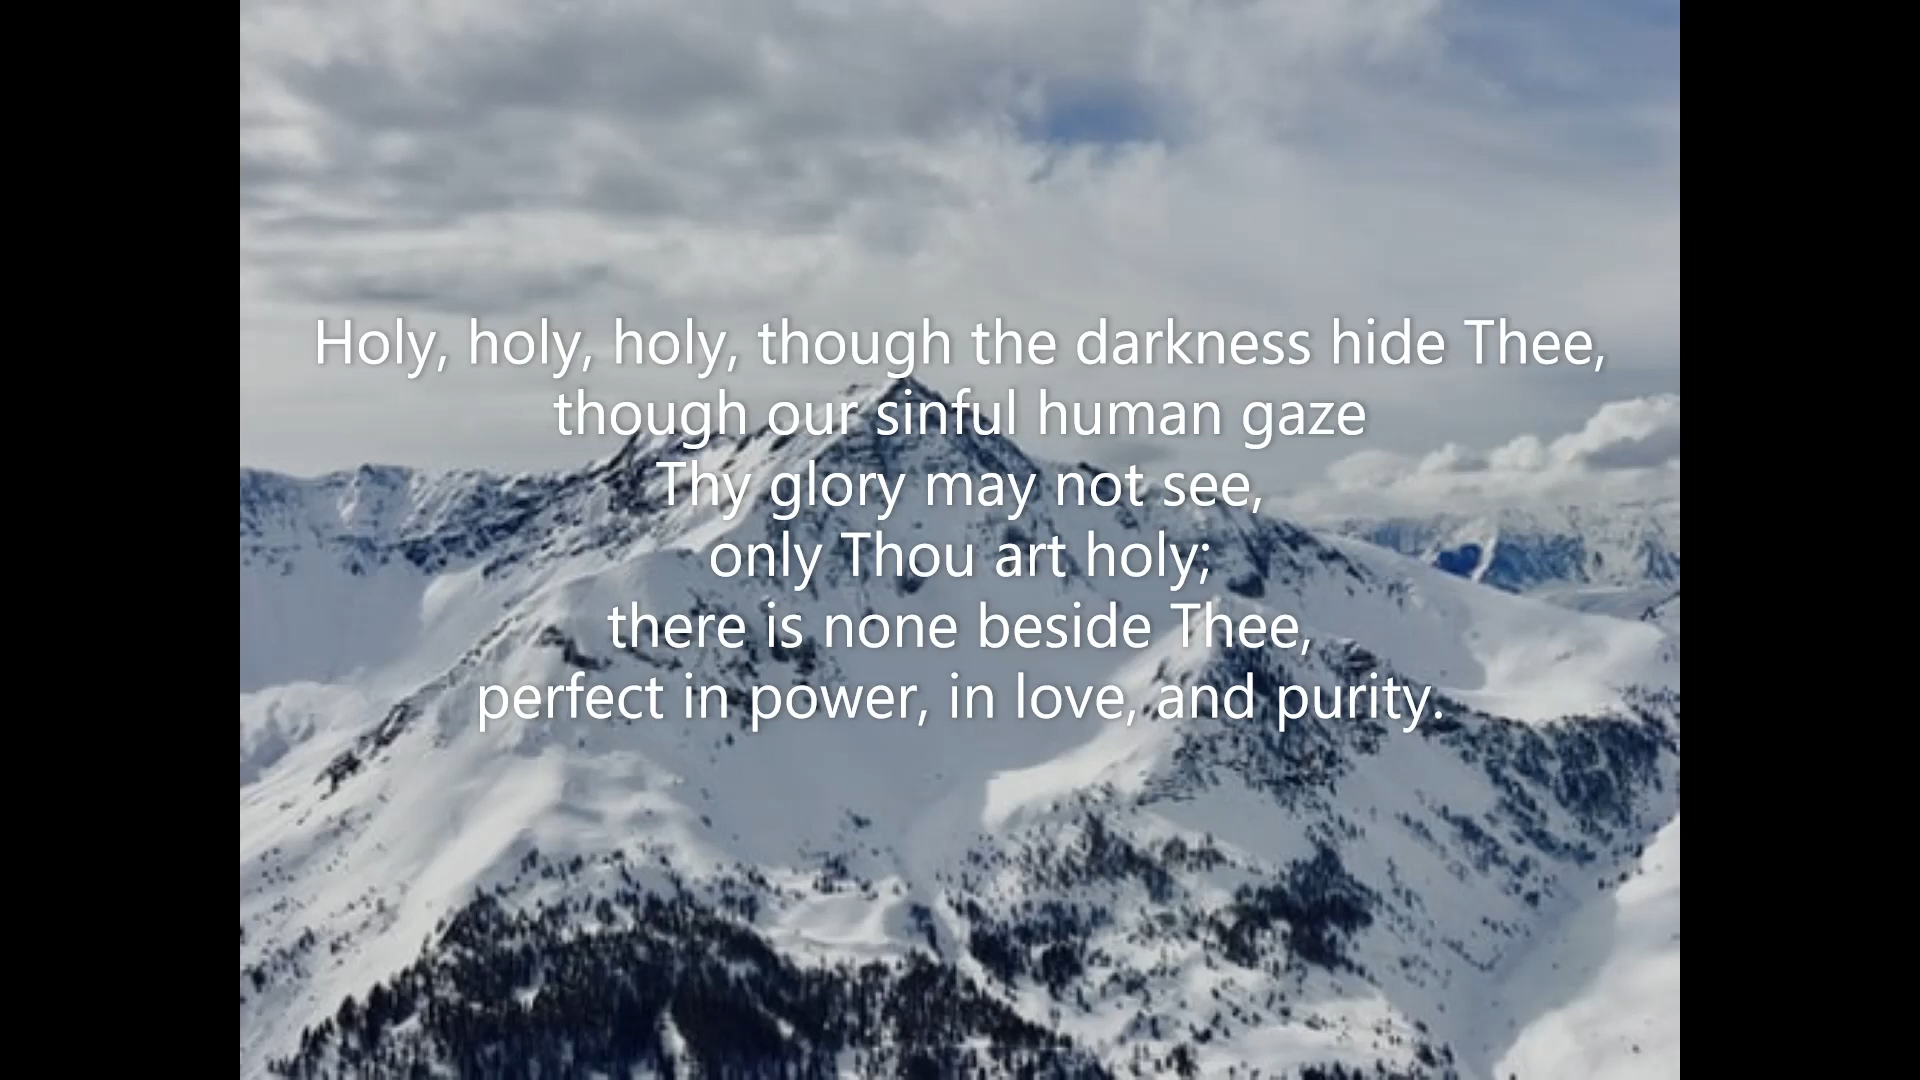 Holy, holy, holy, though the darkness hide Thee,
though our sinful human gaze
Thy glory may not see,
only Thou art holy;
there is none beside Thee,
perfect in power, in love, and purity.